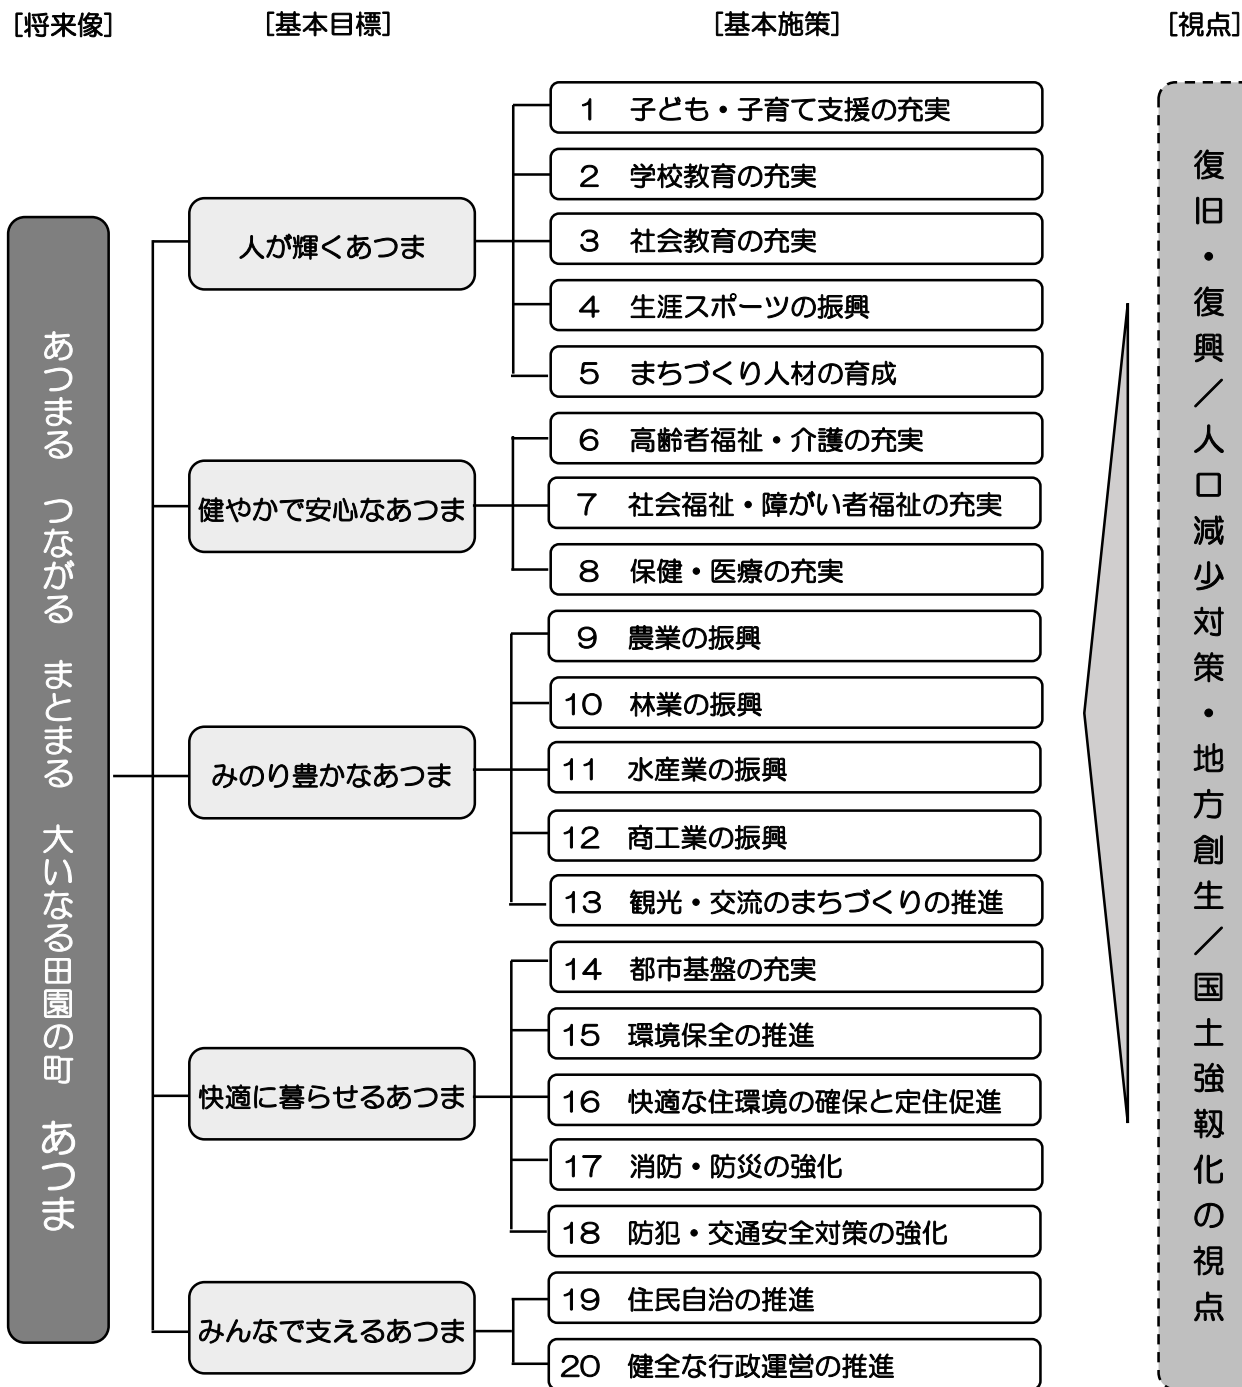 [将来像]
[基本目標]
[基本施策]
[視点]
あつまる　つながる　まとまる　大いなる田園の町　あつま
人が輝くあつま
1　子ども・子育て支援の充実
2　学校教育の充実
3　社会教育の充実
4　生涯スポーツの振興
5　まちづくり人材の育成
健やかで安心なあつま
6　高齢者福祉・介護の充実
7　社会福祉・障がい者福祉の充実
8　保健・医療の充実
みのり豊かなあつま
9　農業の振興
10　林業の振興
11　水産業の振興
12　商工業の振興
13　観光・交流のまちづくりの推進
快適に暮らせるあつま
14　都市基盤の充実
15　環境保全の推進
16　快適な住環境の確保と定住促進
17　消防・防災の強化
18　防犯・交通安全対策の強化
みんなで支えるあつま
19　住民自治の推進
20　健全な行政運営の推進
復旧・復興／人口減少対策・地方創生／国土強靱化の視点